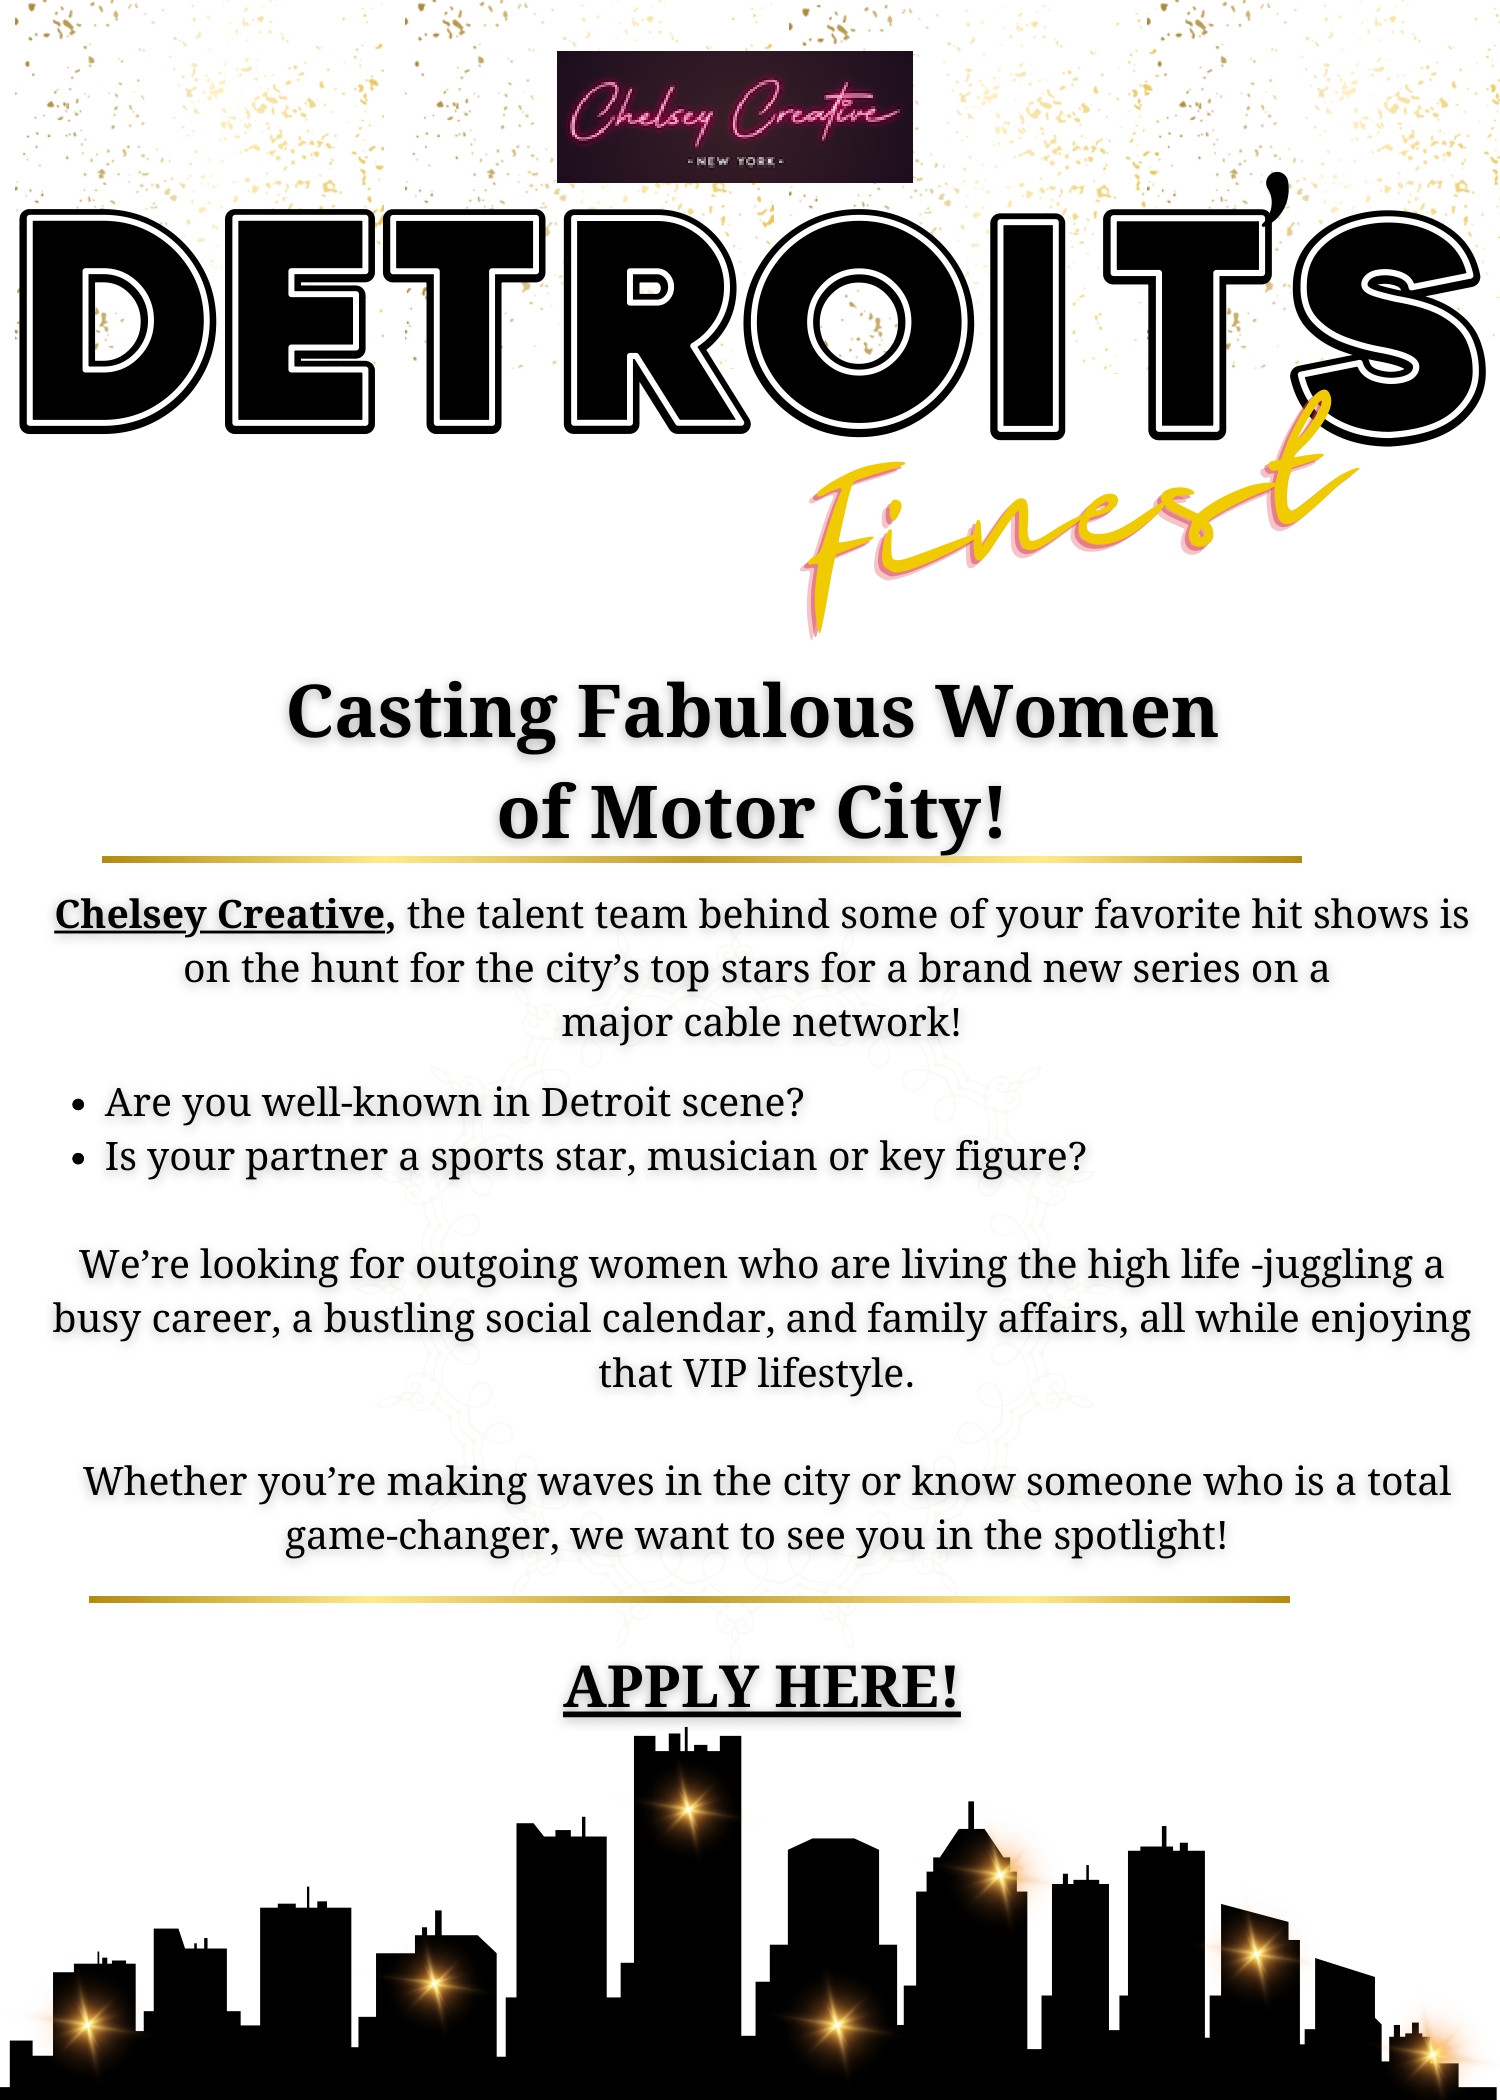 Chelsey Creative
-NEW YORK-
DETROIT’S
Finest
Casting Fabulous Women
of Motor City!
Chelsey Creative, the talent team behind some of your favorite hit shows is
on the hunt for the city’s top stars for a brand new series on a
major cable network!
• Are you well-known in Detroit scene?
• Is your partner a sports star, musician or key figure?
We’re looking for outgoing women who are living the high life -juggling a
busy career, a bustling social calendar, and family affairs, all while enjoying
that VIP lifestyle.
Whether you’re making waves in the city or know someone who is a total
game-changer, we want to see you in the spotlight!
APPLY HERE!